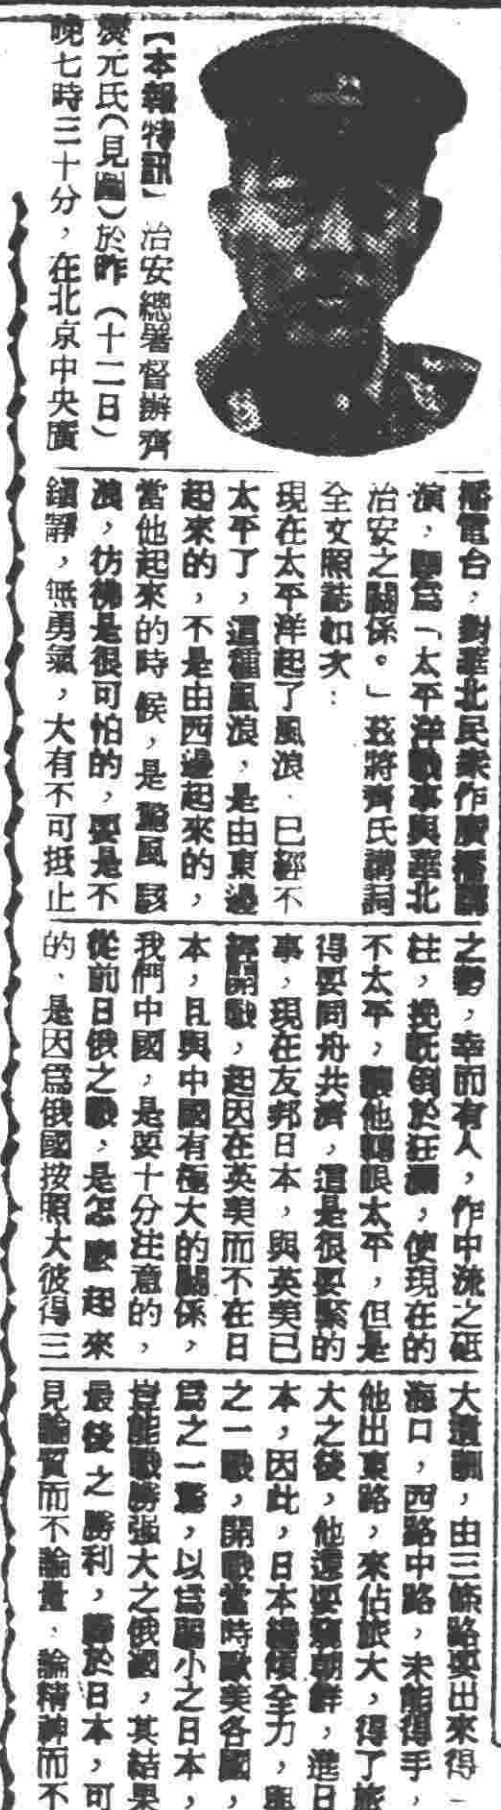 【本報特訊】治安總署督辦齊
燮元氏（見圖）於昨（十二日）
晚七時三十分，在北京中央廣
播電台，對華北民衆作廣播講
演，題爲「太平洋戰事與華北
治安之關係。」茲將齊氏講詞
全文照誌如次：
現在太平洋起了風浪，已經不
太平了，這種風浪，是由東邊
起來的，不是由西邊起來的，
當他起來的時候，是驚風駭
浪，彷彿是很可怕的，要是不
鎮靜，無勇氣，大有不可抵止
之勢，幸而有人，作中流之砥
柱，挽既倒於狂瀾，使現在的
不太平，讓他轉眼太平，但是
得要同舟共濟，這是很要緊的
事，現在友邦日本，與英美已
經開戰，起因在英美而不在日
本，且與中國有極大的關係，
我們中國，是要十分注意的，
從前日俄之戰，是怎麼起來
的、是因爲俄國按照大彼得三
大遺訓，由三條路要出來得一
海口，西路中路，未能得手，
他出東路，來佔旅大，得了旅
大之後，他還要窺朝鮮，進日
本，因此，日本纔傾全力，與
之一戰，開戰當時歐美各國，
爲之一驚，以爲弱小之日本，
豈能戰勝强大之俄國，其結果
最後之勝利，歸於日本，可
見論質而不論量，論精神而不